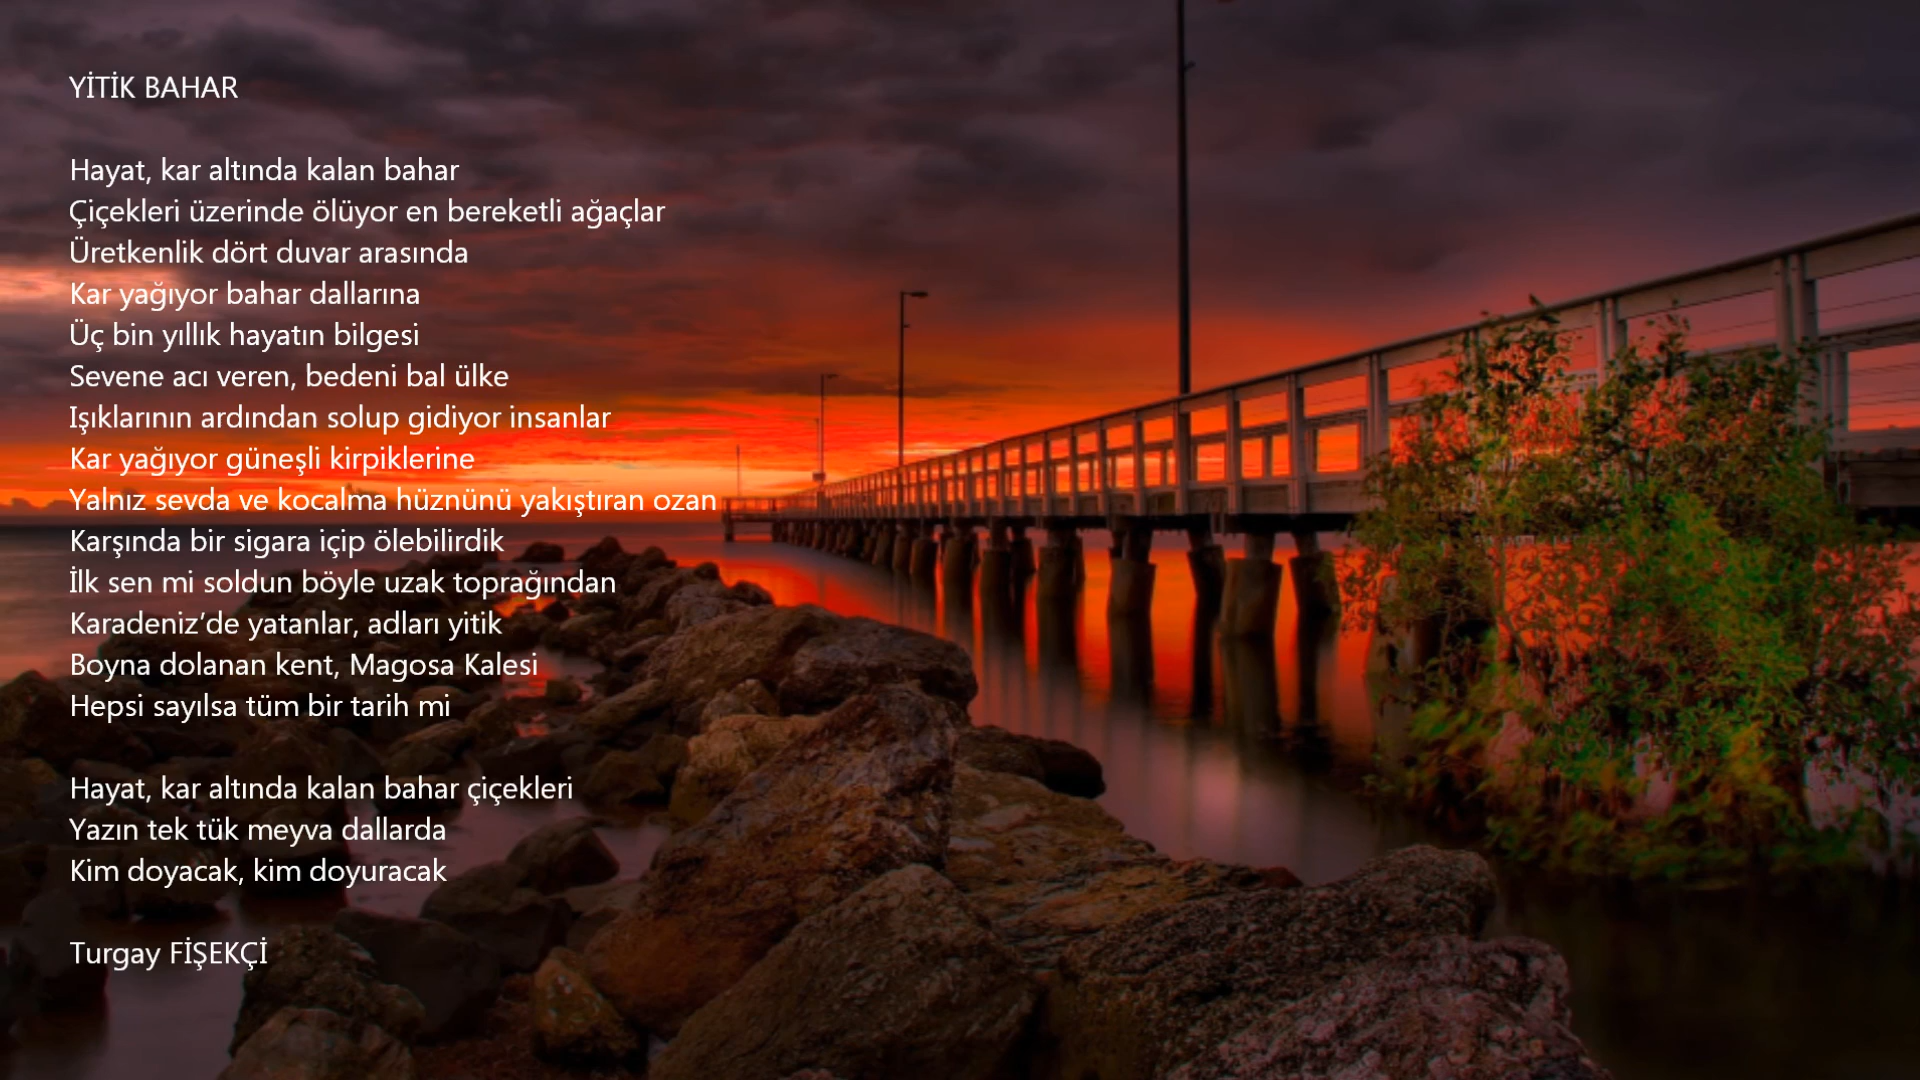 YİTİK BAHAR
Hayat, kar altında kalan bahar
Çiçekleri üzerinde ölüyor en bereketli ağaçlar
Üretkenlik dört duvar arasında
Kar yağıyor bahar dallarına
Üç bin yıllık hayatın bilgesi
Sevene acı veren, bedeni bal ülke
Işıklarının ardından solup gidiyor insanlar
Kar yağıyor güneşli kirpiklerine
Yalnız sevda ve kocalma hüznünü yakıştıran ozan
Karşında bir sigara içip ölebilirdik
İlk sen mi soldun böyle uzak toprağından
Karadeniz’de yatanlar, adları yitik
Boyna dolanan kent, Magosa Kalesi
Hepsi sayılsa tüm bir tarih mi
Hayat, kar altında kalan bahar çiçekleri
Yazın tek tük meyva dallarda
Kim doyacak, kim doyuracak
Turgay FİŞEKÇİ